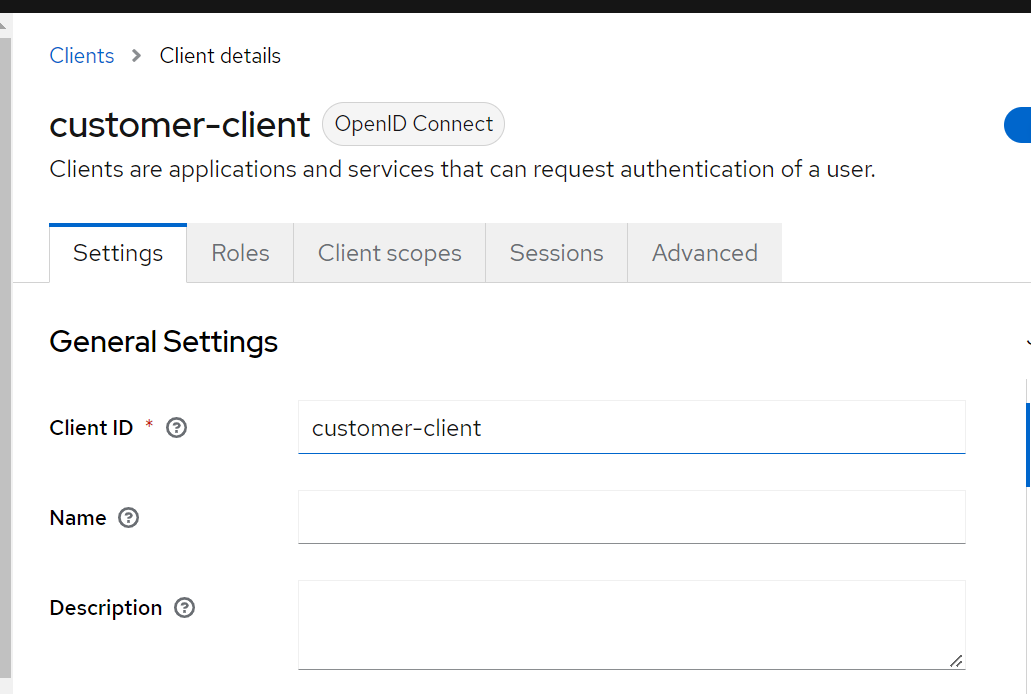 Clients > Client details
customer-client OpenID Connect
Clients are applications and services that can request authentication of a user.
Settings Roles Client scopes Sessions Advanced
General Settings
Client ID * customer-client
Name
Description